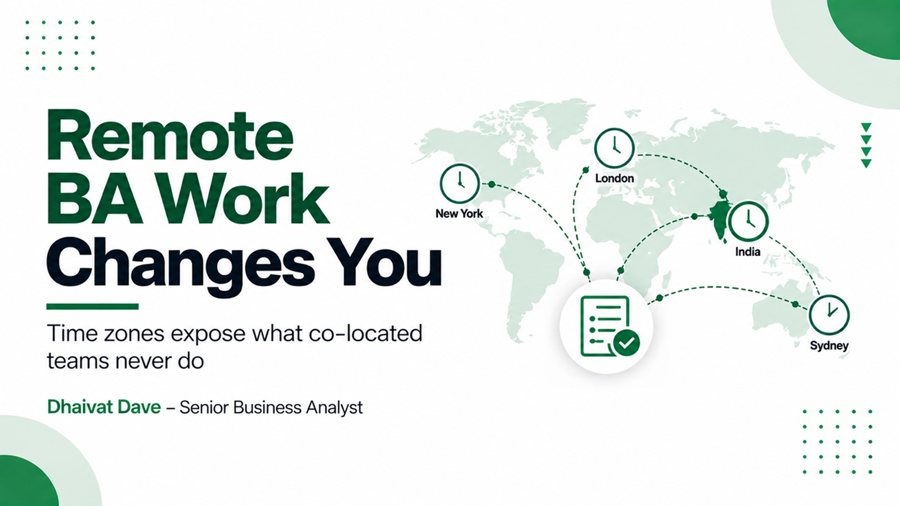 Remote
BA Work
Changes You
Time zones expose what co-located
teams never do
Dhaivat Dave – Senior Business Analyst
New York
London
India
Sydney